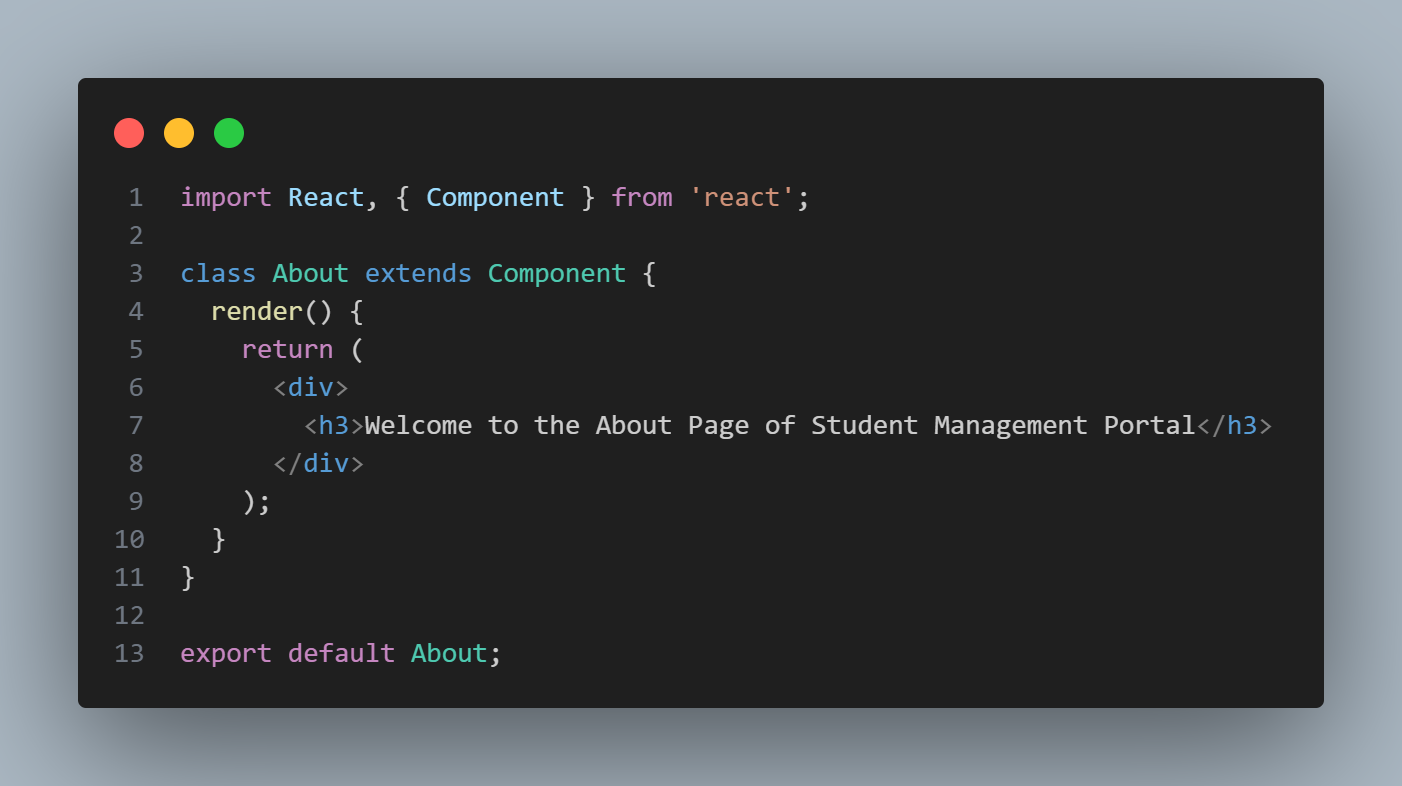 1 import React, { Component } from 'react';
2
3 class About extends Component {
4   render() {
5     return (
6       <div>
7         <h3>Welcome to the About Page of Student Management Portal</h3>
8       </div>
9     );
10   }
11 }
12
13 export default About;